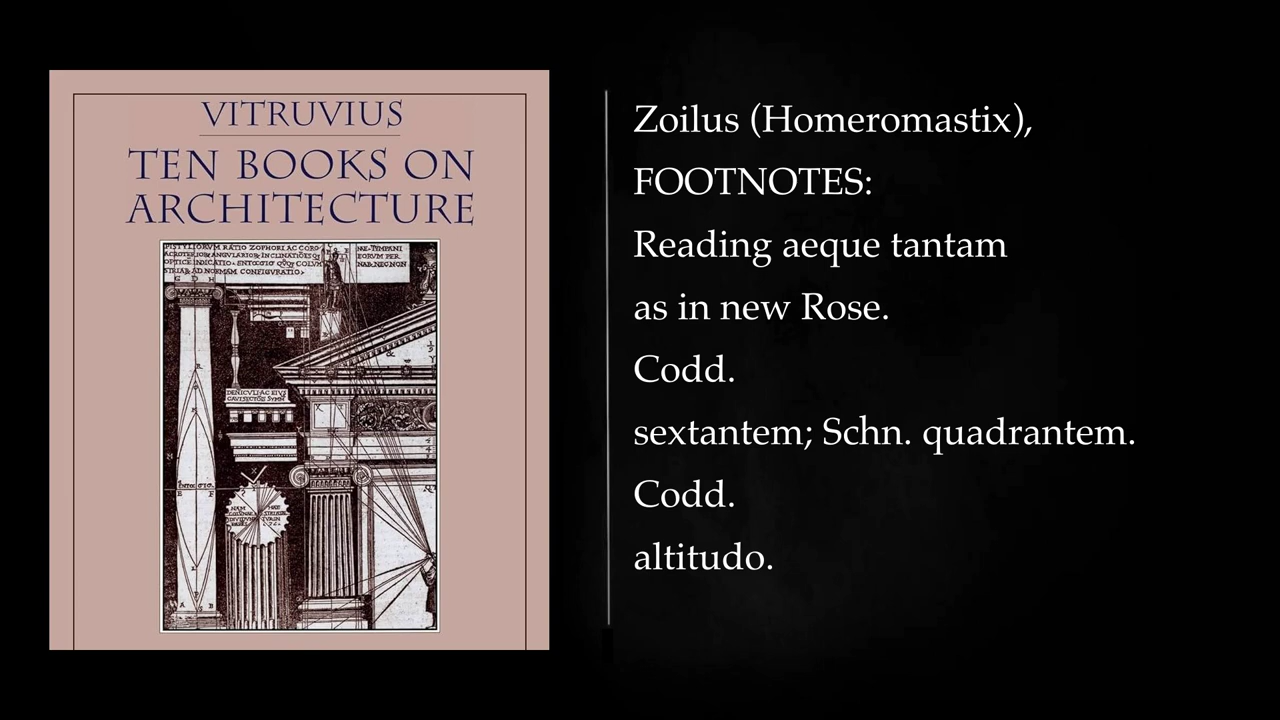 VITRUVIUS
TEN BOOKS ON
ARCHITECTURE
Zoilus (Homeromastix),
FOOTNOTES:
Reading aeque tantam
as in new Rose.
Codd.
sextantem; Schn. quadrantem.
Codd.
altitudo.